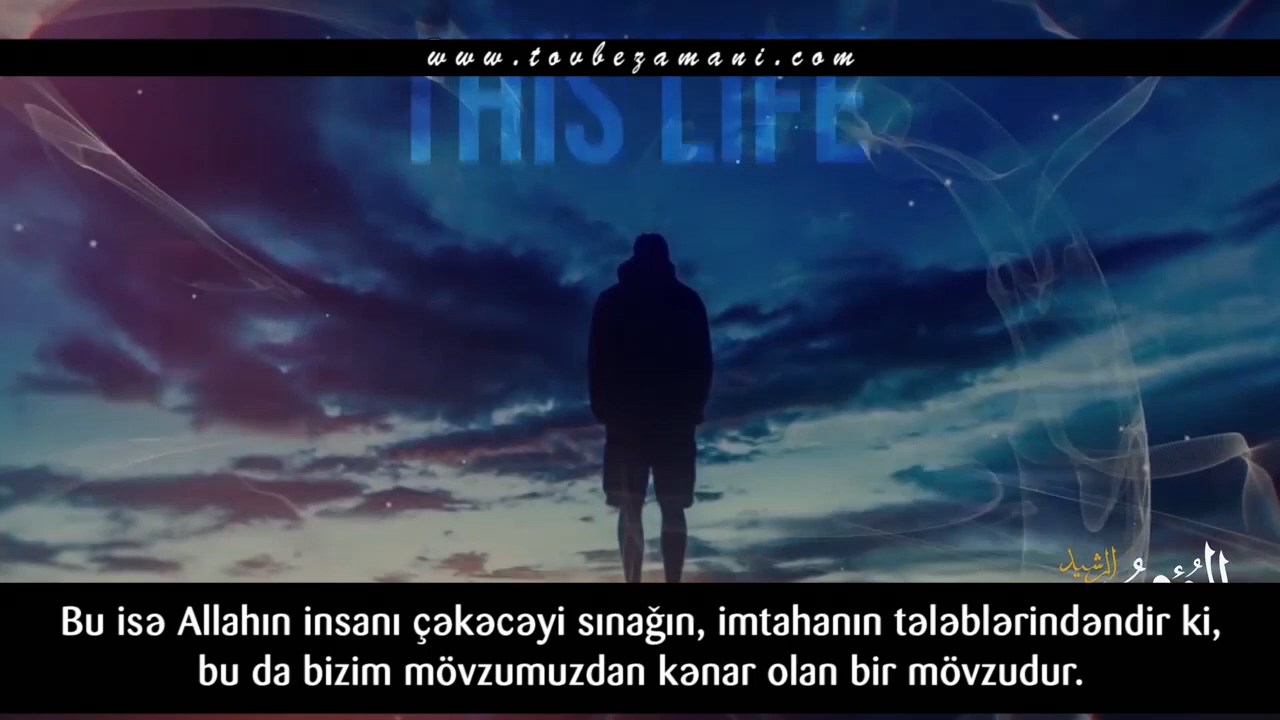 www.tovbezamani.com
THIS LIFE
الرشيد
Bu isə Allahın insanı çəkəcəyi sınağın, imtahanın tələblərindəndir ki,
bu da bizim mövzumuzdan kənar olan bir mövzudur.